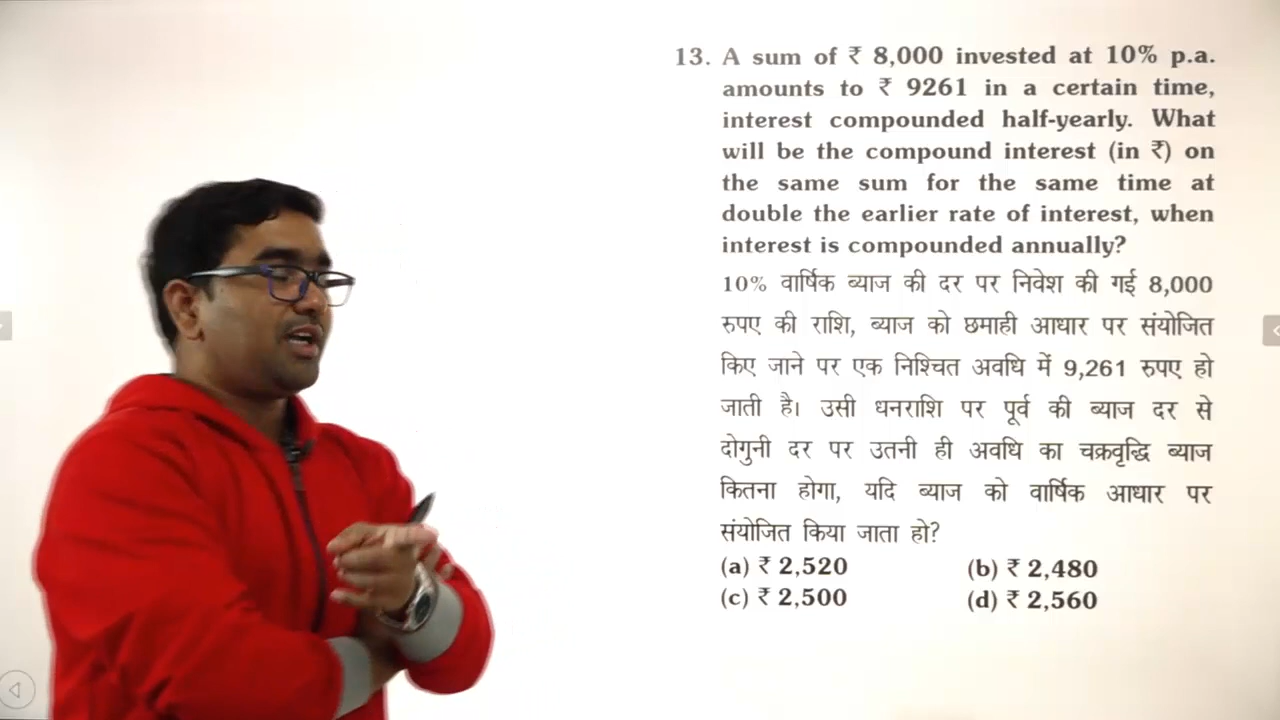 13. A sum of ₹ 8,000 invested at 10% p.a.
amounts to ₹ 9261 in a certain time,
interest compounded half-yearly. What
will be the compound interest (in ₹) on
the same sum for the same time at
double the earlier rate of interest, when
interest is compounded annually?
10% वार्षिक ब्याज की दर पर निवेश की गई 8,000
रुपए की राशि, ब्याज को छमाही आधार पर संयोजित
किए जाने पर एक निश्चित अवधि में 9,261 रुपए हो
जाती है। उसी धनराशि पर पूर्व की ब्याज दर से
दोगुनी दर पर उतनी ही अवधि का चक्रवृद्धि ब्याज
कितना होगा, यदि ब्याज को वार्षिक आधार पर
संयोजित किया जाता हो?
(a) ₹ 2,520 (b) ₹ 2,480
(c) ₹ 2,500 (d) ₹ 2,560